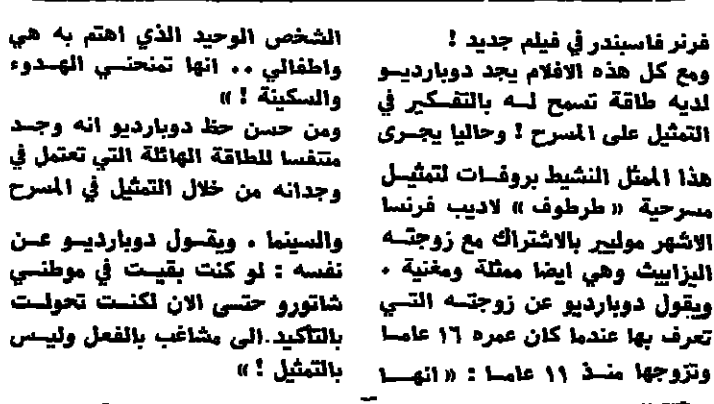 فرنر فاسبندر في فيلم جديد !
ومع كل هذه الافلام يجد دوبارديو
لديه طاقة تسمح له بالتفكير في
التمثيل على المسرح ! وحاليا يجرى
هذا الممثل النشيط بروفات لتمثيل
مسرحية « طرطوف » لاديب فرنسا
الاشهر موليير بالاشتراك مع زوجته
اليزابيث وهي ايضا ممثلة ومغنية .
ويقول دوبارديو عن زوجته التي
تعرف بها عندما كان عمره ١٦ عاما
وتزوجها منذ ١١ عاما : « انها
الشخص الوحيد الذي اهتم به هي
واطفالي .. انها تمنحني الهدوء
والسكينة ! »
ومن حسن حظ دوبارديو انه وجد
متنفسا للطاقة الهائلة التي تعتمل في
وجدانه من خلال التمثيل في المسرح
والسينما . ويقول دوبارديو عن
نفسه : لو كنت بقيت في موطني
شاتورو حتى الان لكنت تحولت
بالتأكيد الى مشاغب بالفعل وليس
بالتمثيل ! »